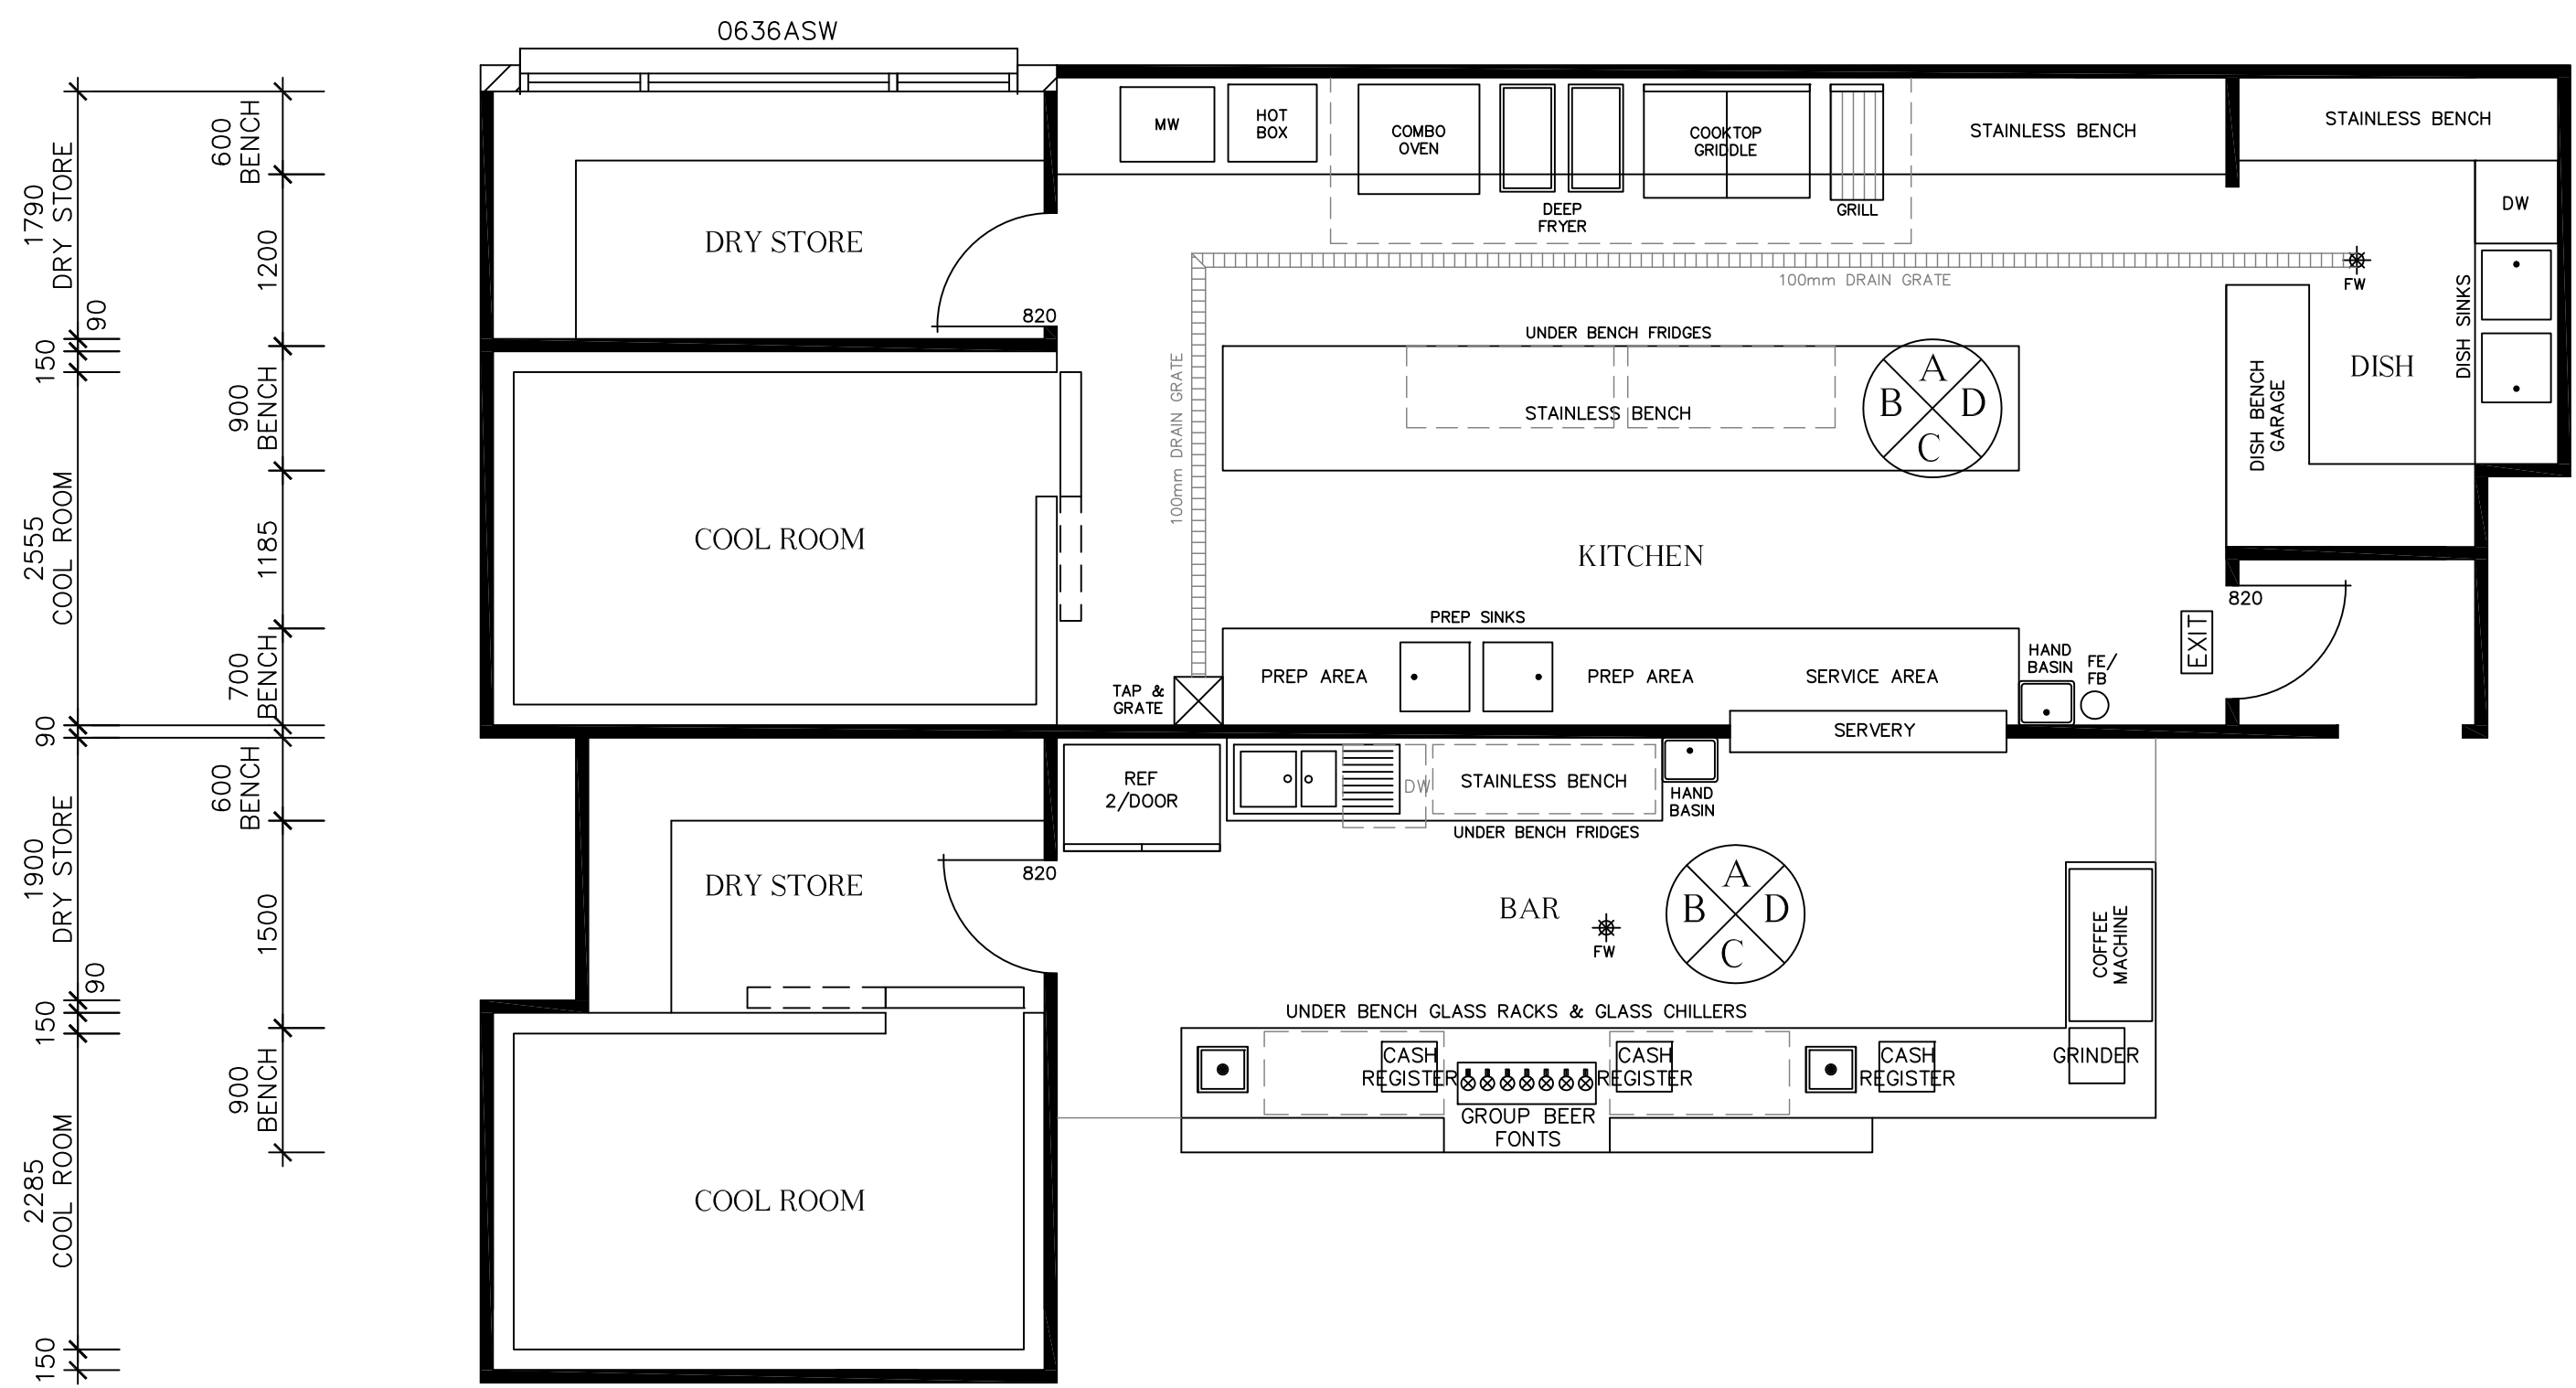 0636ASW
600
BENCH
1790
DRY STORE
1200
90
150
900
BENCH
2555
COOL ROOM
1185
700
BENCH
90
600
BENCH
1900
DRY STORE
1500
90
150
900
BENCH
2285
COOL ROOM
150
MW
HOT
BOX
COMBO
OVEN
DEEP
FRYER
COOKTOP
GRIDDLE
GRILL
STAINLESS BENCH
STAINLESS BENCH
DW
DRY STORE
820
100mm DRAIN GRATE
FW
DISH SINKS
DISH
DISH BENCH
GARAGE
UNDER BENCH FRIDGES
STAINLESS BENCH
A
B
D
C
100mm DRAIN GRATE
COOL ROOM
KITCHEN
820
EXIT
PREP SINKS
PREP AREA
PREP AREA
SERVICE AREA
HAND
BASIN
FE/
FB
TAP &
GRATE
SERVERY
REF
2/DOOR
DW
STAINLESS BENCH
HAND
BASIN
UNDER BENCH FRIDGES
DRY STORE
820
BAR
FW
A
B
D
C
COFFEE
MACHINE
UNDER BENCH GLASS RACKS & GLASS CHILLERS
CASH
REGISTER
CASH
REGISTER
CASH
REGISTER
GRINDER
GROUP BEER
FONTS
COOL ROOM